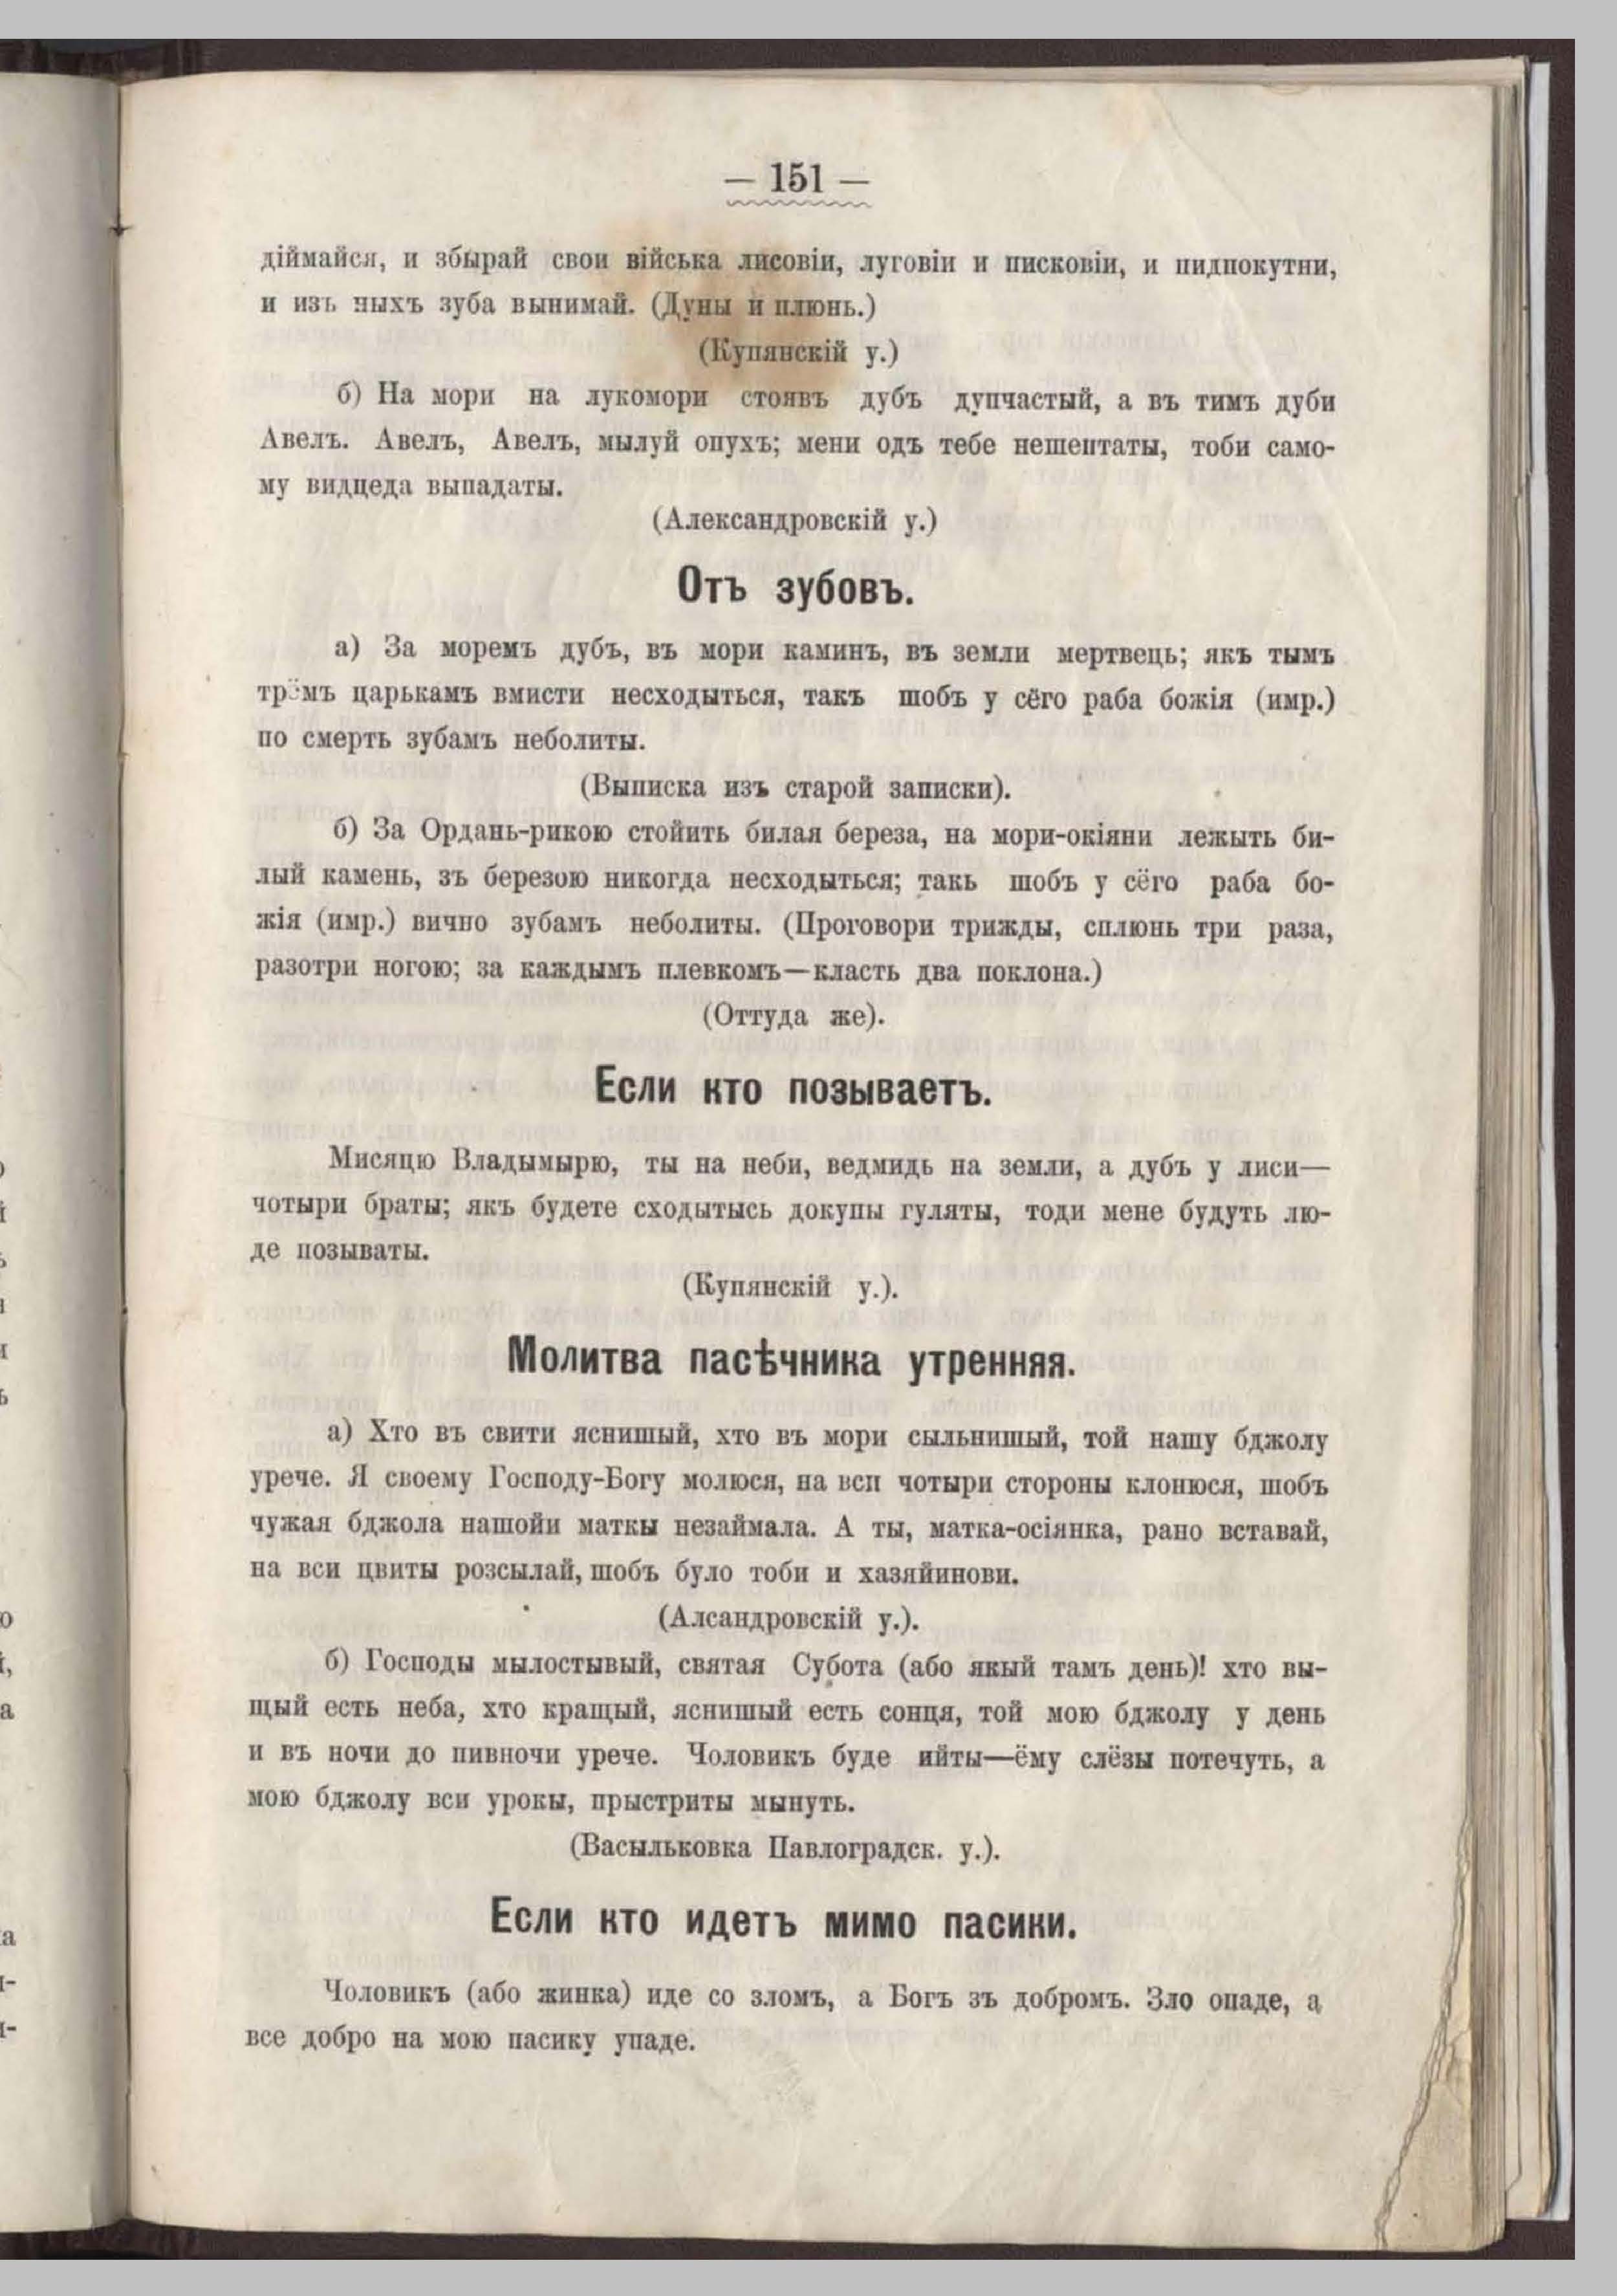 — 151 —
діймайся, и збырай свои війська лисовіи, луговіи и писковіи, и пидпокутни,
и изъ ныхъ зуба вынимай. (Дуны и плюнь.)
(Купянскій у.)
б) На мори на лукомори стоявъ дубъ дупчастый, а въ тимъ дуби
Авелъ. Авелъ, Авелъ, мылуй опухъ; мени одъ тебе нешептаты, тоби само-
му видцеда выпадаты.
(Александровскій у.)
Отъ зубовъ.
а) За моремъ дубъ, въ мори каминъ, въ земли мертвець; якъ тымъ
трёмъ царькамъ вмисти несходыться, такъ шобъ у сёго раба божія (имр.)
по смерть зубамъ неболиты.
(Выписка изъ старой записки).
б) За Ордань-рикою стойить билая береза, на мори-окіяни лежыть би-
лый камень, зъ березою никогда несходыться; такь шобъ у сёго раба бо-
жія (имр.) вично зубамъ неболиты. (Проговори трижды, сплюнь три раза,
разотри ногою; за каждымъ плевкомъ—класть два поклона.)
(Оттуда же).
Если кто позываетъ.
Мисяцю Владымырю, ты на неби, ведмидь на земли, а дубъ у лиси—
чотыри браты; якъ будете сходытысь докупы гуляты, тоди мене будуть лю-
де позываты.
(Купянскій у.).
Молитва пасѣчника утренняя.
а) Хто въ свити яснишый, хто въ мори сыльнишый, той нашу бджолу
урече. Я своему Господу-Богу молюся, на вси чотыри стороны клонюся, шобъ
чужая бджола нашойи маткы незаймала. А ты, матка-осіянка, рано вставай,
на вси цвиты розсылай, шобъ було тоби и хазяйинови.
(Алсандровскій у.).
б) Господы мылостывый, святая Субота (або якый тамъ день)! хто вы-
щый есть неба, хто кращый, яснишый есть сонця, той мою бджолу у день
и въ ночи до пивночи урече. Чоловикъ буде ийты—ёму слёзы потечуть, а
мою бджолу вси урокы, прыстриты мынуть.
(Васыльковка Павлоградск. у.).
Если кто идетъ мимо пасики.
Чоловикъ (або жинка) иде со зломъ, а Богъ зъ добромъ. Зло опаде, а
все добро на мою пасику упаде.